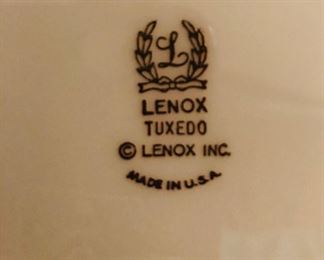 L
LENOX
TUXEDO
© LENOX INC.
MADE IN U.S.A.